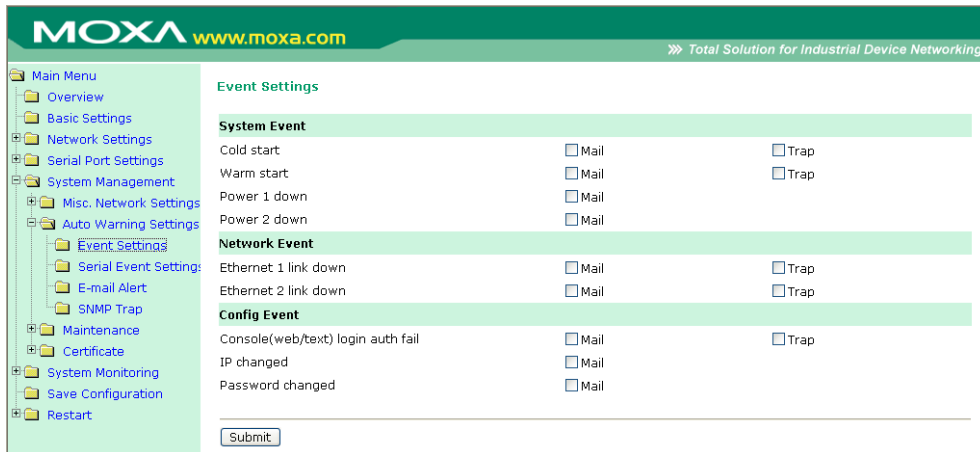 MOXA www.moxa.com
Total Solution for Industrial Device Networking
Main Menu
Overview
Basic Settings
Network Settings
Serial Port Settings
System Management
Misc. Network Settings
Auto Warning Settings
Event Settings
Serial Event Settings
E-mail Alert
SNMP Trap
Maintenance
Certificate
System Monitoring
Save Configuration
Restart
Event Settings
System Event
Cold start Mail Trap
Warm start Mail Trap
Power 1 down Mail
Power 2 down Mail
Network Event
Ethernet 1 link down Mail Trap
Ethernet 2 link down Mail Trap
Config Event
Console(web/text) login auth fail Mail Trap
IP changed Mail
Password changed Mail
Submit